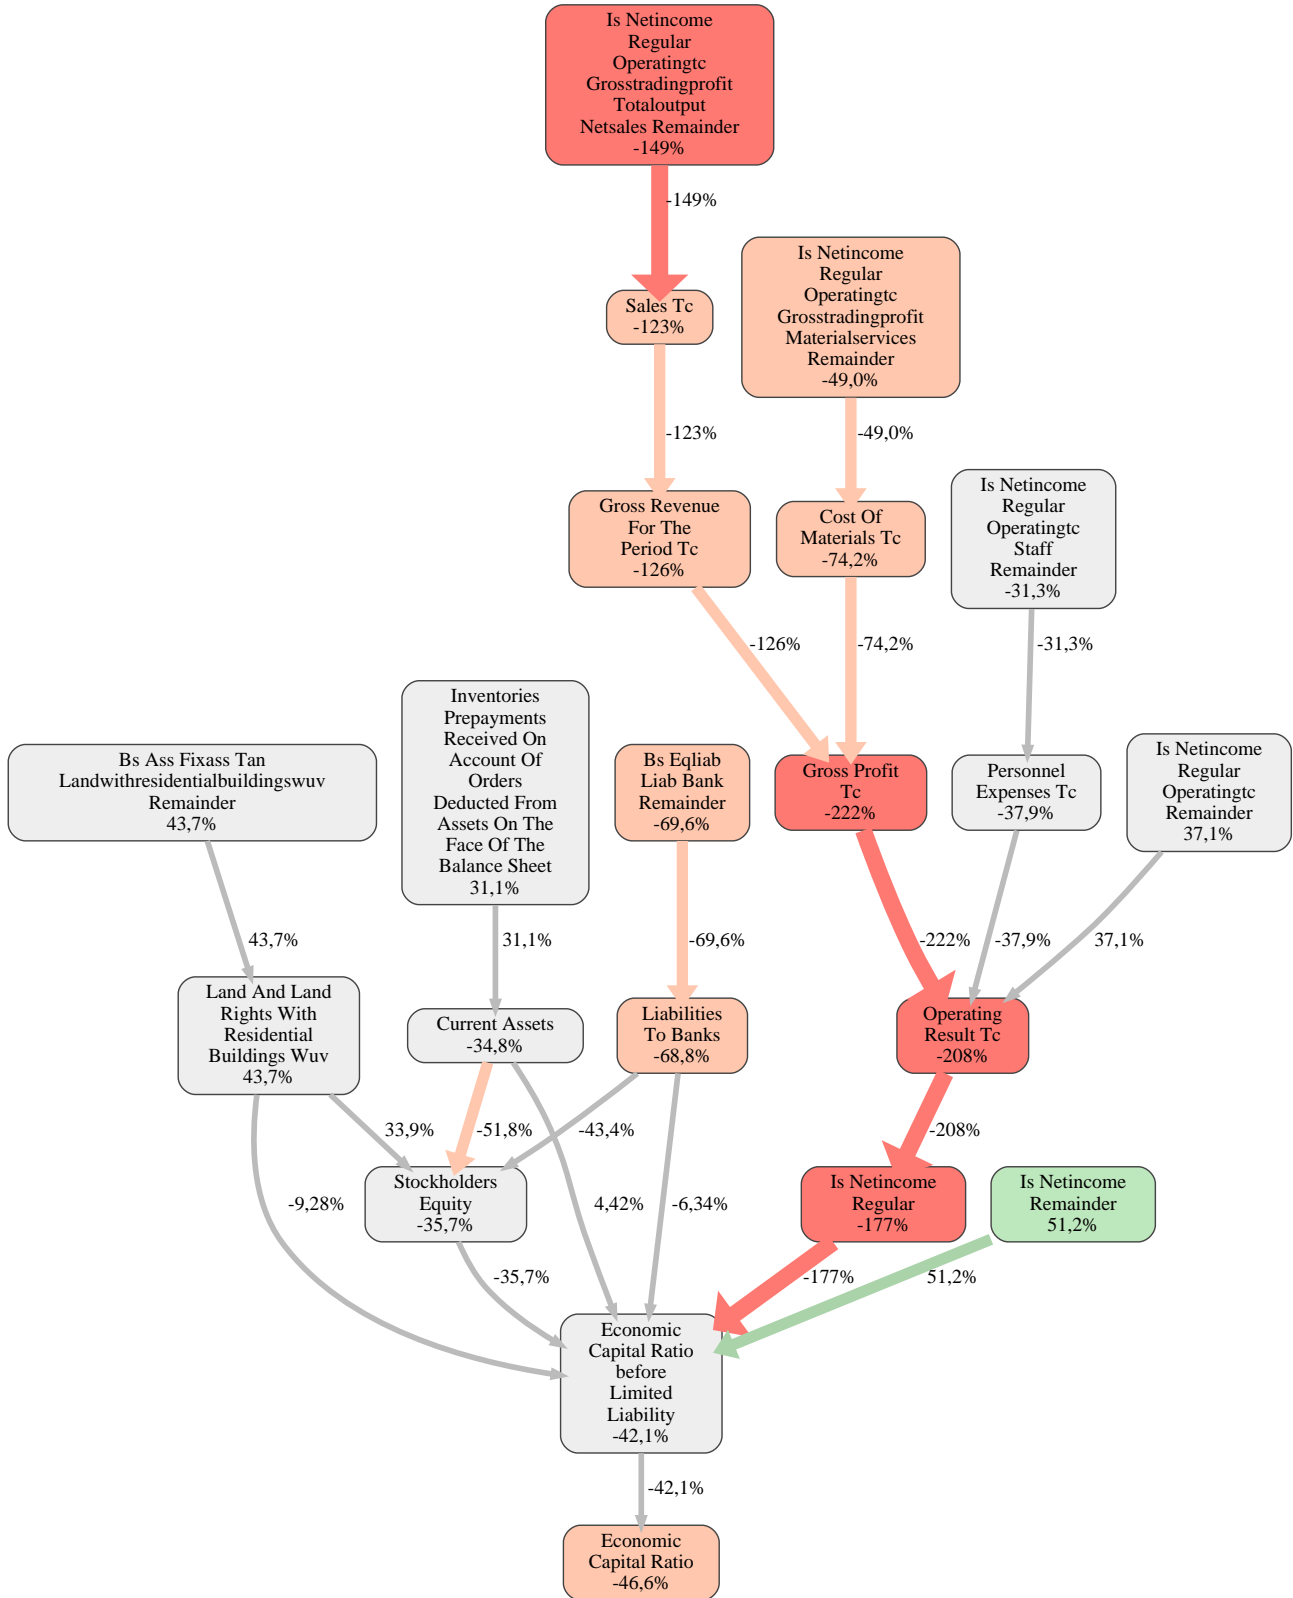 Is Netincome
Regular
Operatingtc
Grosstradingprofit
Totaloutput
Netsales Remainder
-149%
-149%
Is Netincome
Regular
Operatingtc
Grosstradingprofit
Materialservices
Remainder
-49,0%
Sales Tc
-123%
-123%
-49,0%
Is Netincome
Regular
Operatingtc
Staff
Remainder
-31,3%
Gross Revenue
For The
Period Tc
-126%
Cost Of
Materials Tc
-74,2%
-126%
-74,2%
-31,3%
Inventories
Prepayments
Received On
Account Of
Orders
Deducted From
Assets On The
Face Of The
Balance Sheet
31,1%
Bs Ass Fixass Tan
Landwithresidentialbuildingswuv
Remainder
43,7%
Bs Eqliab
Liab Bank
Remainder
-69,6%
Gross Profit
Tc
-222%
Personnel
Expenses Tc
-37,9%
Is Netincome
Regular
Operatingtc
Remainder
37,1%
43,7%
31,1%
-69,6%
-222%
-37,9%
37,1%
Land And Land
Rights With
Residential
Buildings Wuv
43,7%
Current Assets
-34,8%
Liabilities
To Banks
-68,8%
Operating
Result Tc
-208%
33,9%
-51,8%
-43,4%
-208%
-9,28%
Stockholders
Equity
-35,7%
4,42%
-6,34%
Is Netincome
Regular
-177%
Is Netincome
Remainder
51,2%
-35,7%
-177%
51,2%
Economic
Capital Ratio
before
Limited
Liability
-42,1%
-42,1%
Economic
Capital Ratio
-46,6%